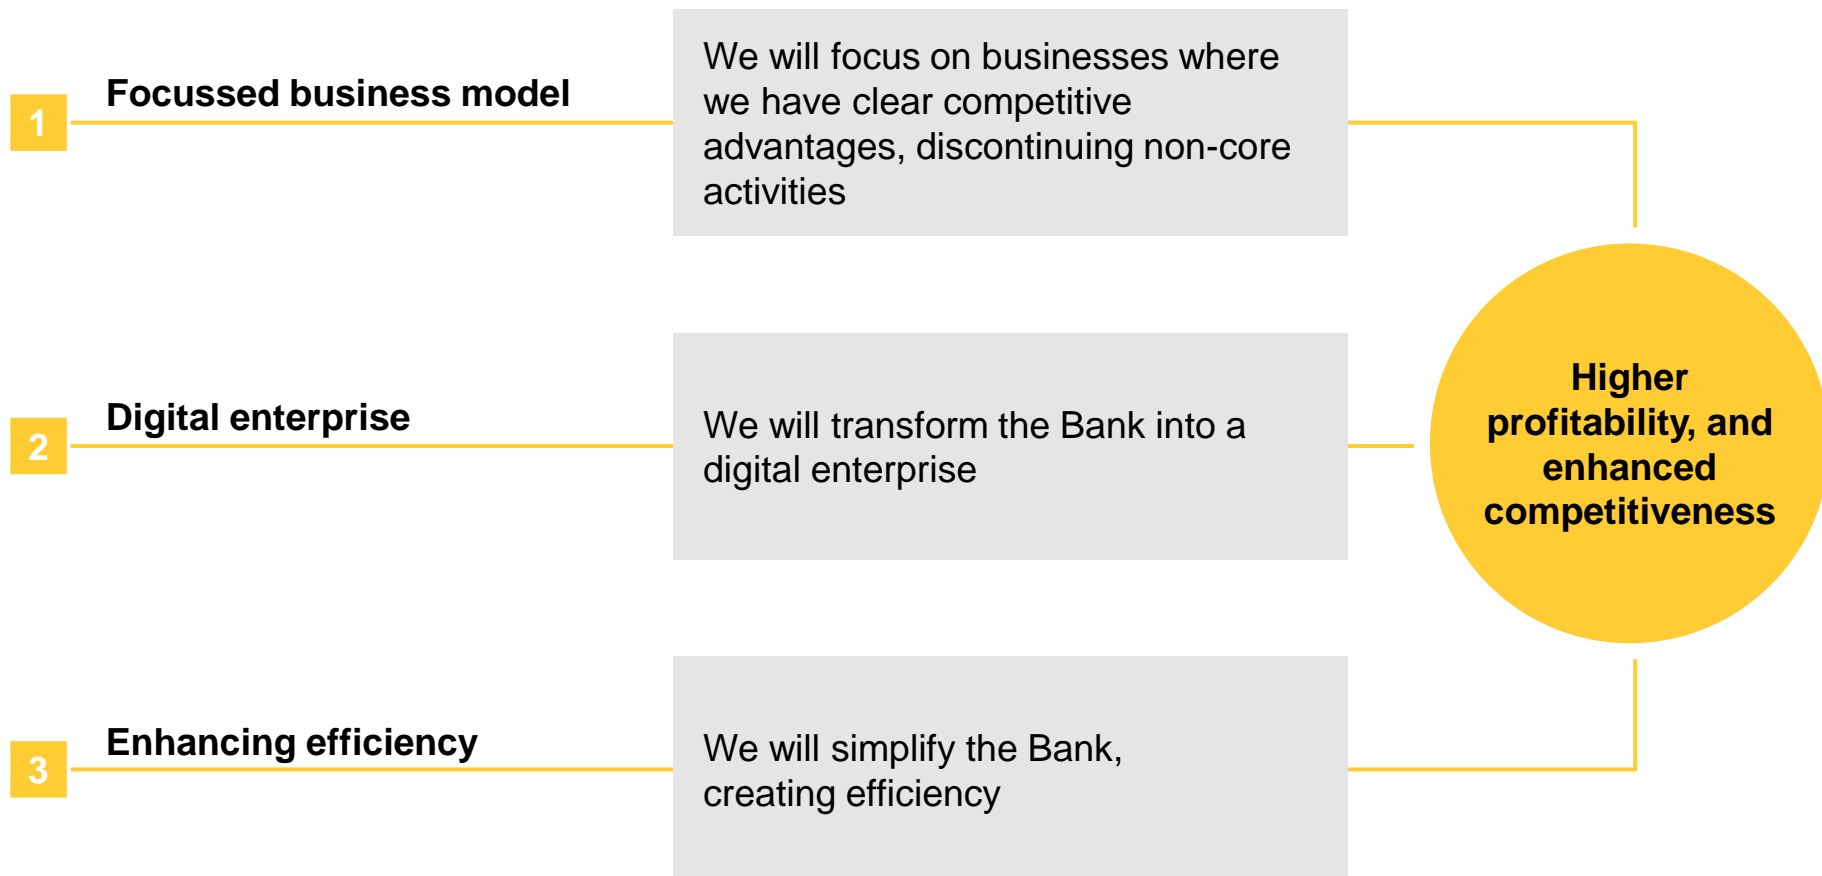 1
Focussed business model
We will focus on businesses where
we have clear competitive
advantages, discontinuing non-core
activities
2
Digital enterprise
We will transform the Bank into a
digital enterprise
3
Enhancing efficiency
We will simplify the Bank,
creating efficiency
Higher
profitability, and
enhanced
competitiveness